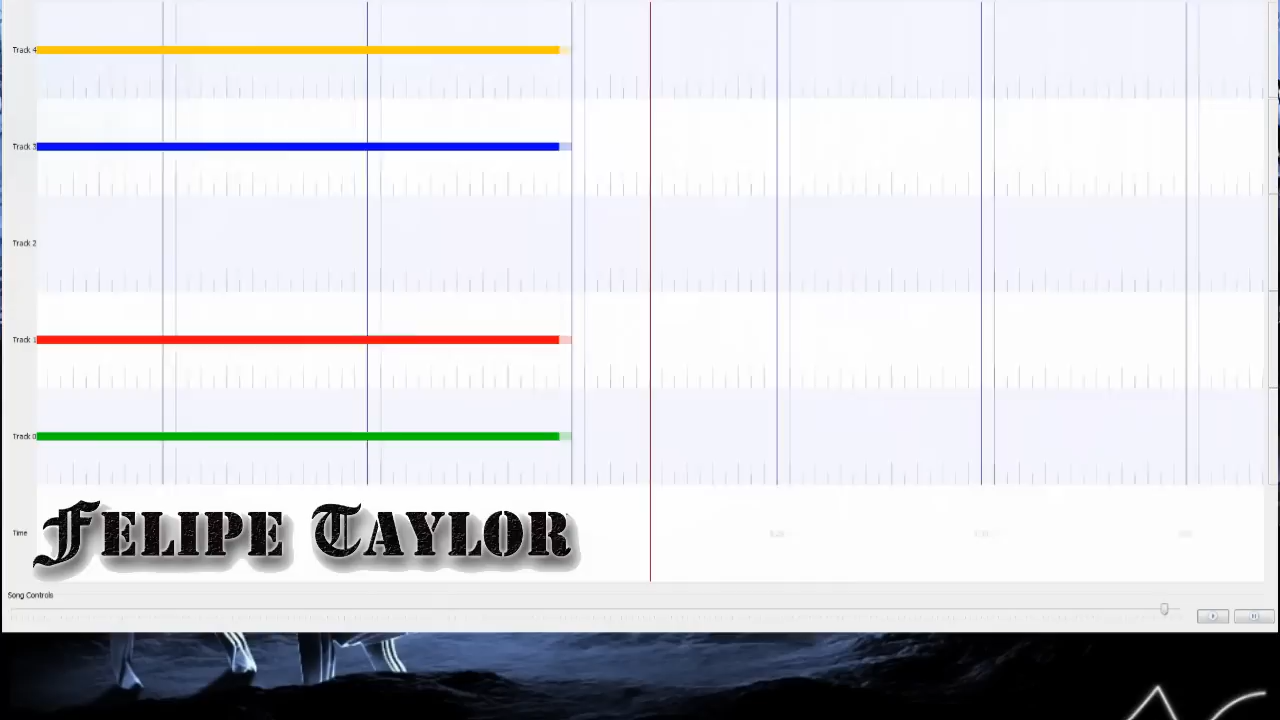 Track 4
Track 3
Track 2
Track 1
Track 0
Time
FELIPE TAYLOR
Song Controls